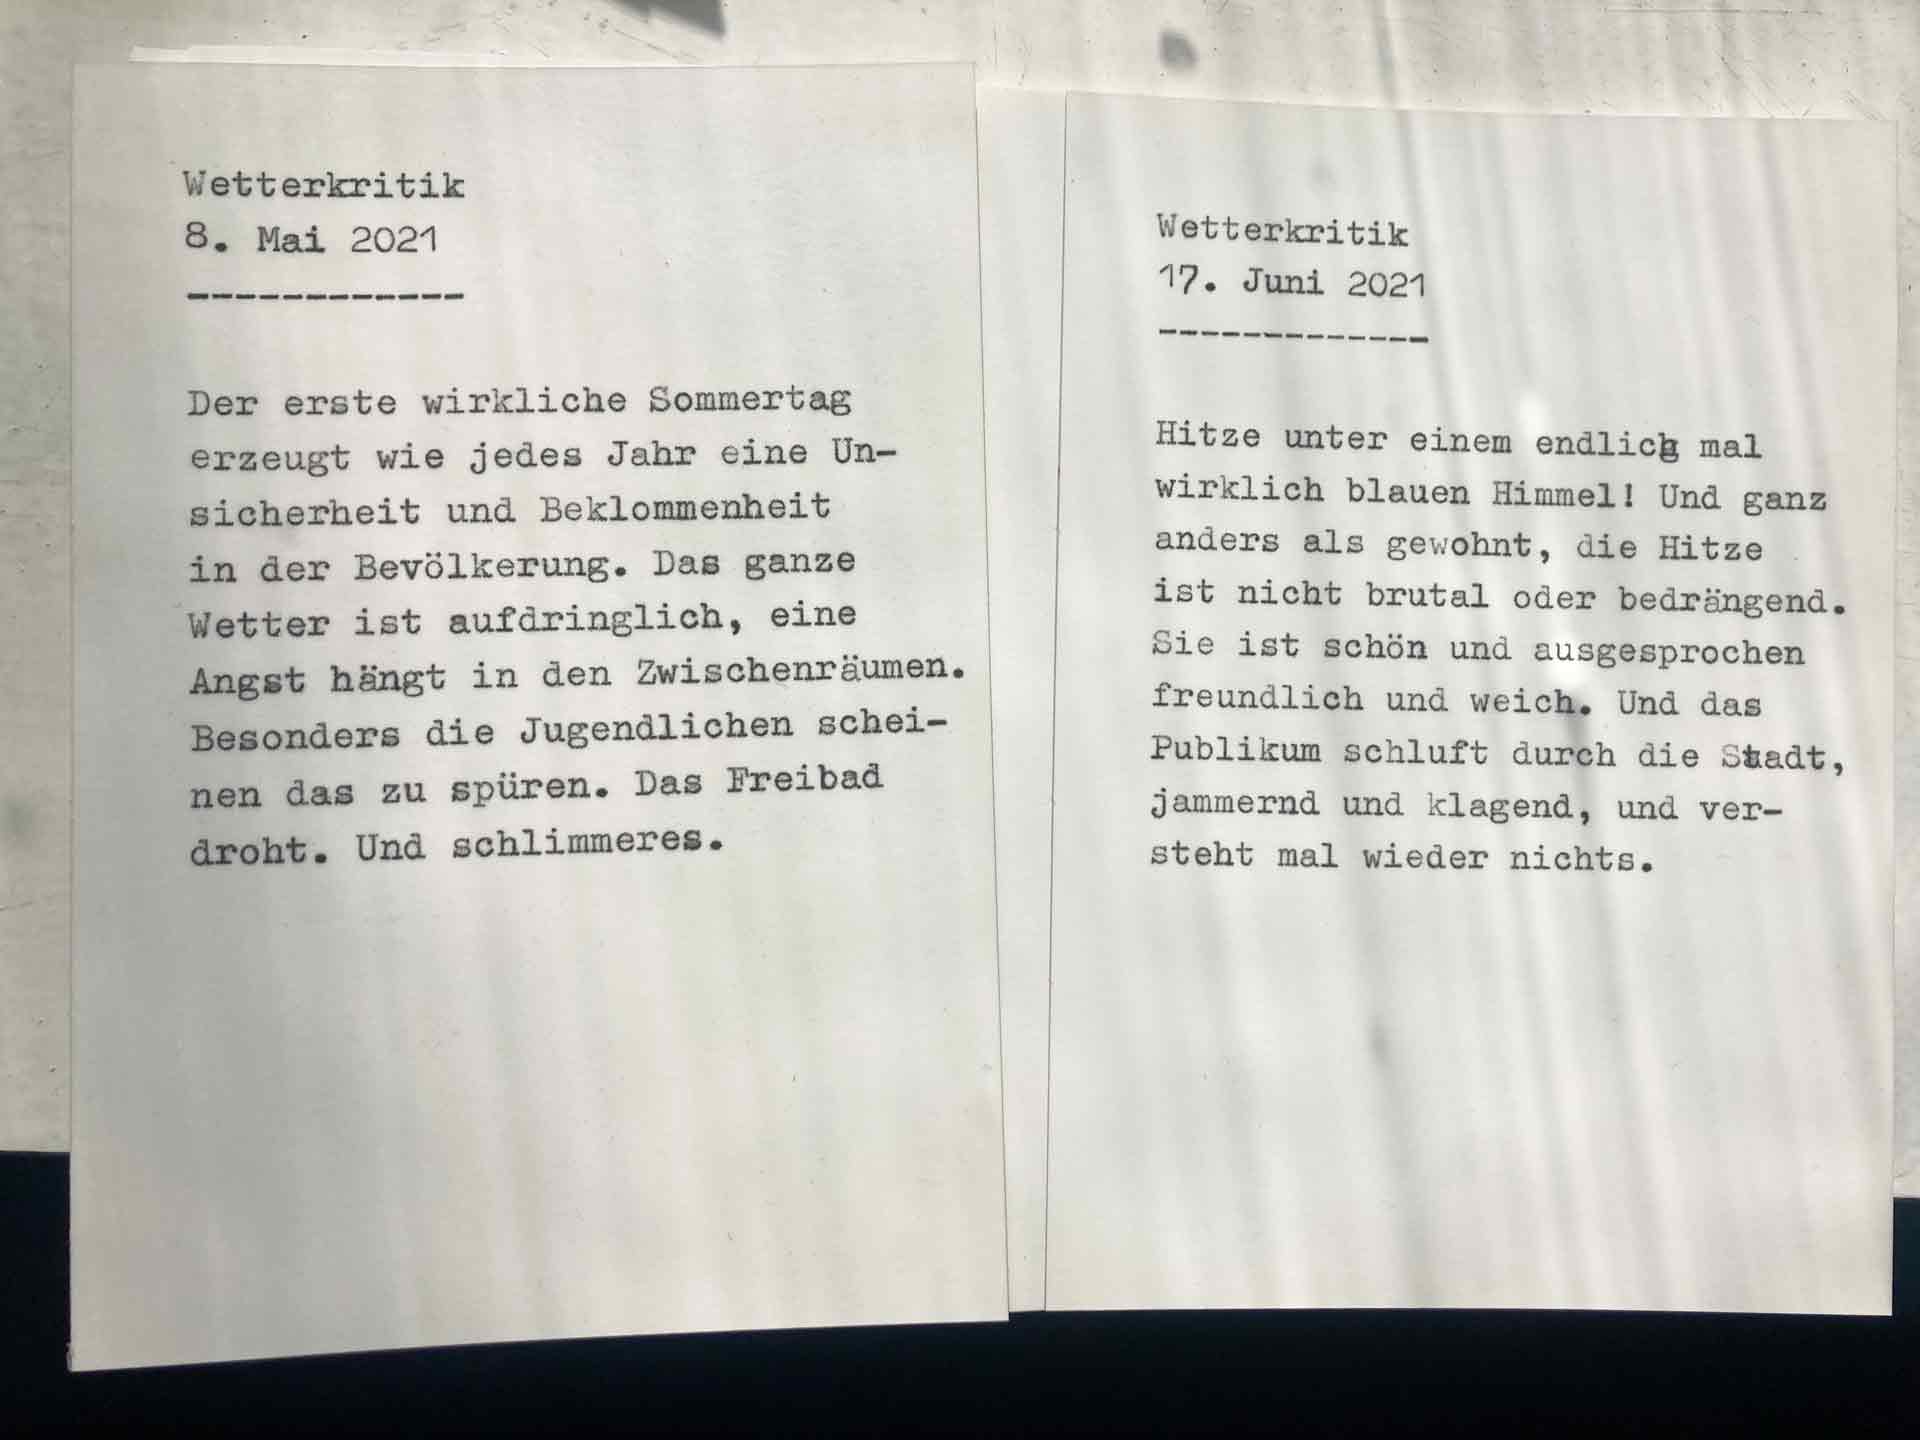 Wetterkritik
8. Mai 2021
------------
Der erste wirkliche Sommertag
erzeugt wie jedes Jahr eine Un-
sicherheit und Beklommenheit
in der Bevölkerung. Das ganze
Wetter ist aufdringlich, eine
Angst hängt in den Zwischenräumen.
Besonders die Jugendlichen schei-
nen das zu spüren. Das Freibad
droht. Und schlimmeres.
Wetterkritik
17. Juni 2021
-------------
Hitze unter einem endlich mal
wirklich blauen Himmel! Und ganz
anders als gewohnt, die Hitze
ist nicht brutal oder bedrängend.
Sie ist schön und ausgesprochen
freundlich und weich. Und das
Publikum schluft durch die Stadt,
jammernd und klagend, und ver-
steht mal wieder nichts.